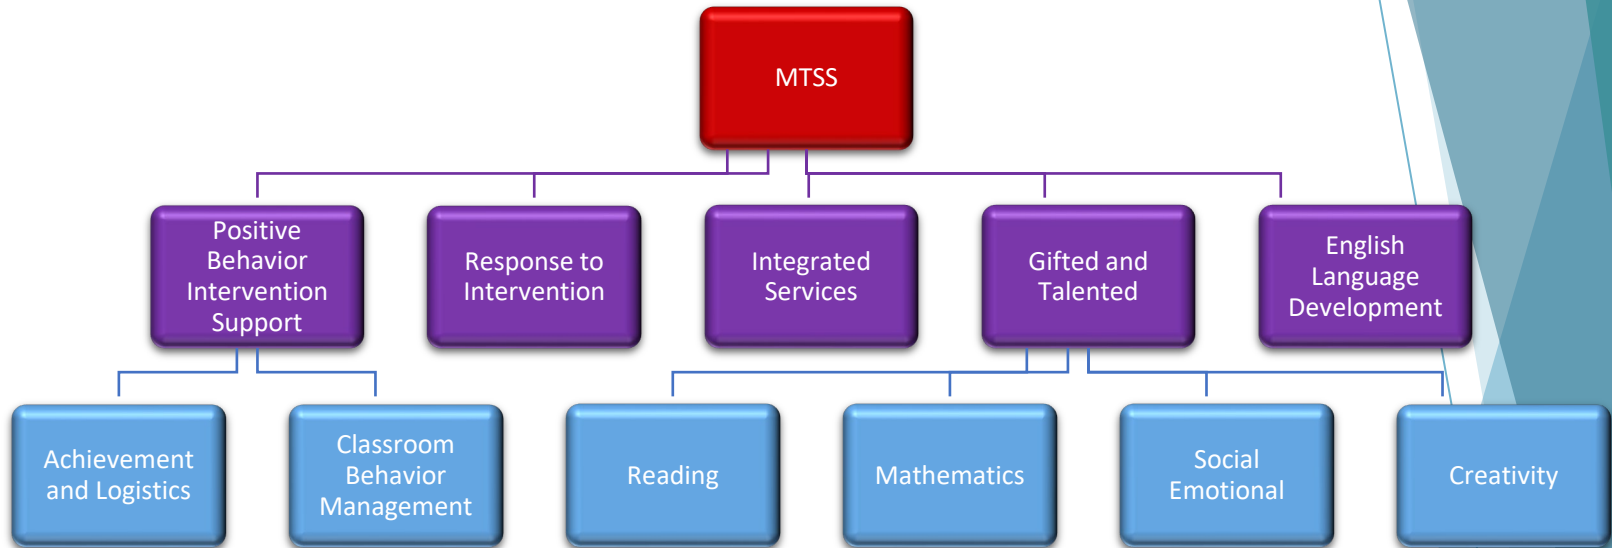 MTSS
Positive
Behavior
Intervention
Support
Response to
Intervention
Integrated
Services
Gifted and
Talented
English
Language
Development
Achievement
and Logistics
Classroom
Behavior
Management
Reading
Mathematics
Social
Emotional
Creativity